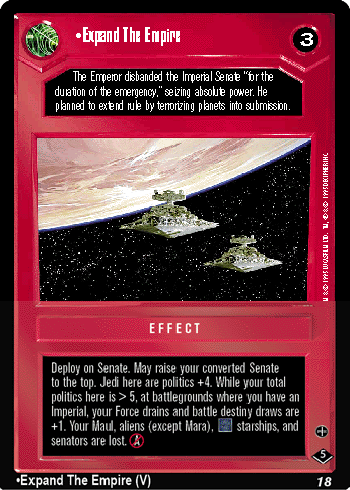 •Expand The Empire
3
The Emperor disbanded the Imperial Senate “for the
duration of the emergency,” seizing absolute power. He
planned to extend rule by terrorizing planets into submission.
EFFECT
Deploy on Senate. May raise your converted Senate
to the top. Jedi here are politics +4. While your total
politics here is > 5, at battlegrounds where you have an
Imperial, your Force drains and battle destiny draws are
+1. Your Maul, aliens (except Mara), starships, and
senators are lost. A
5
•Expand The Empire (V)
18